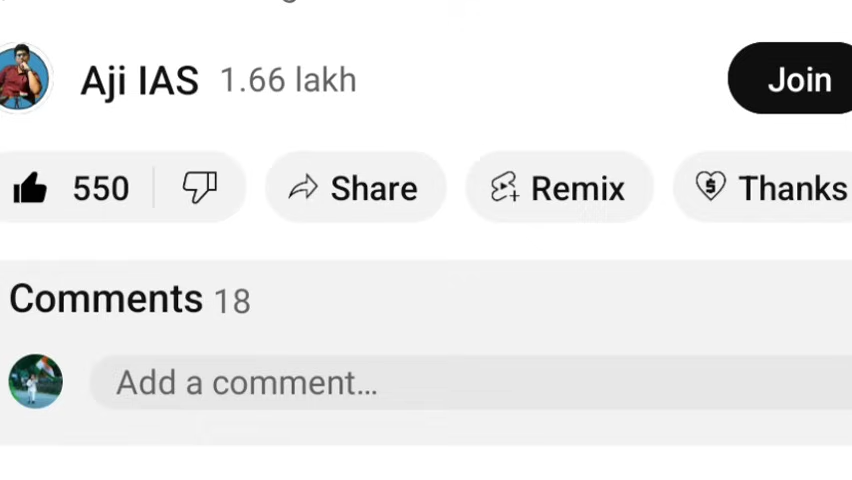 Aji IAS 1.66 lakh Join
550 Share Remix Thanks
Comments 18
Add a comment...